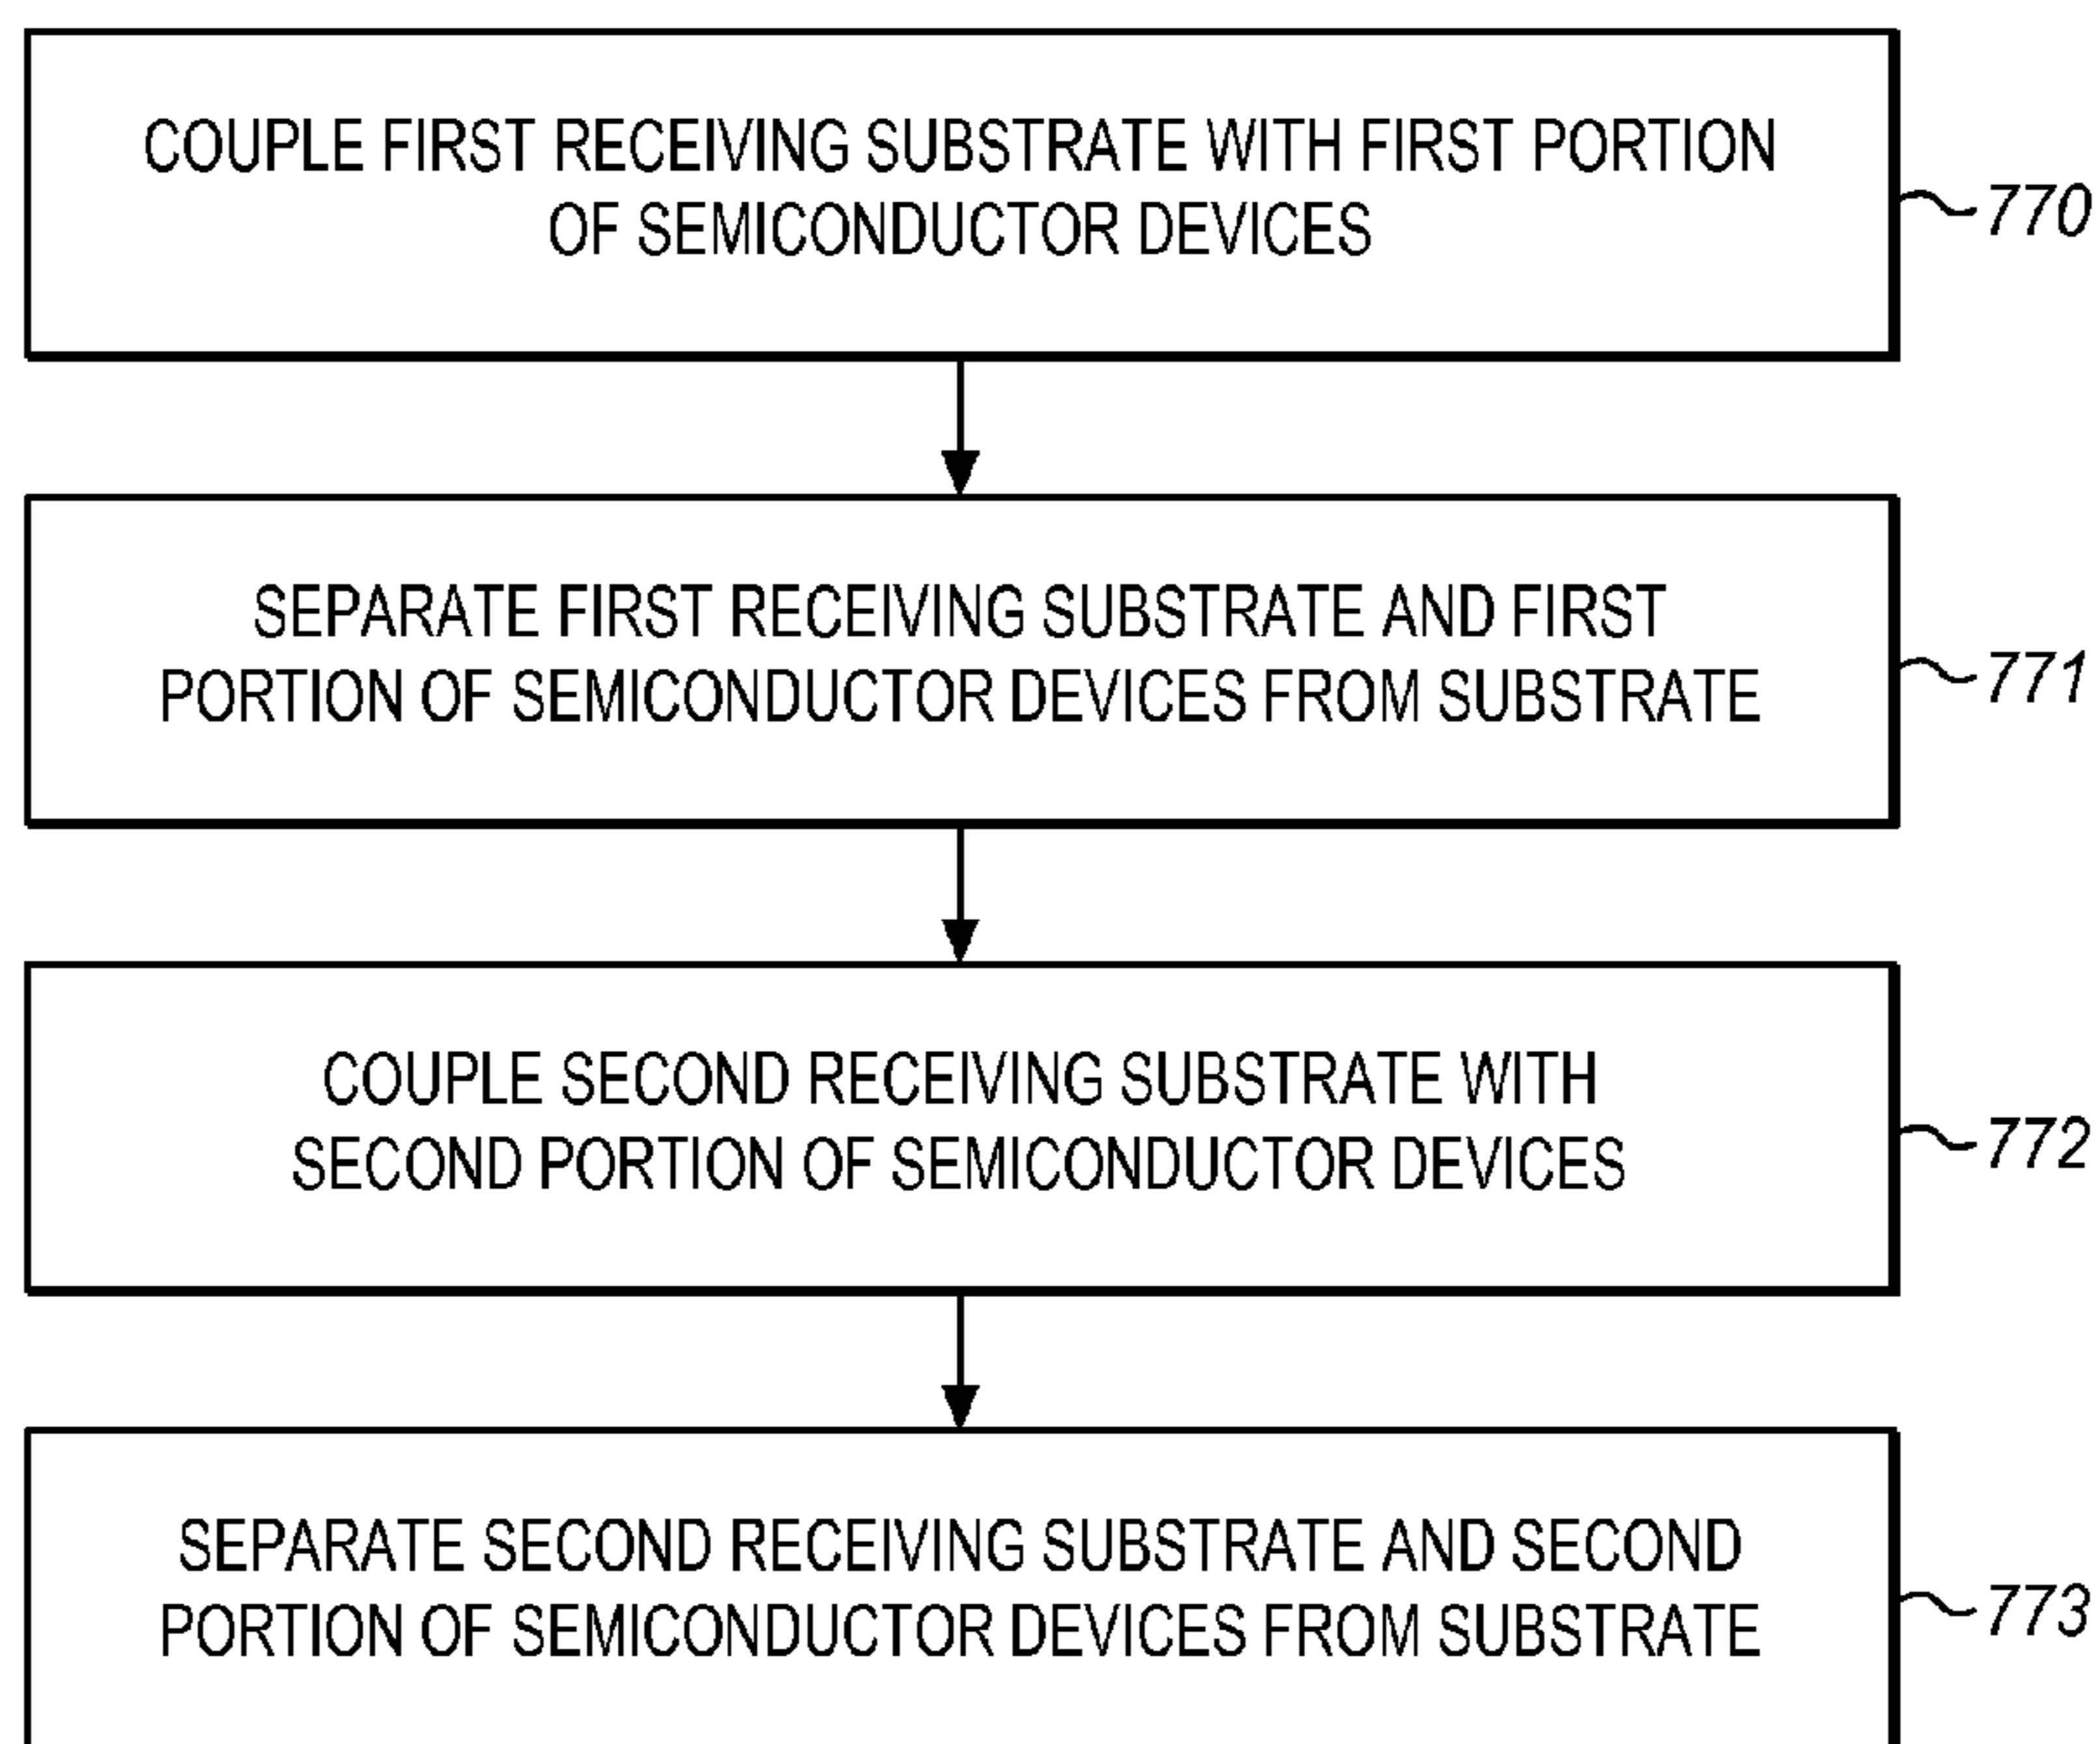 COUPLE FIRST RECEIVING SUBSTRATE WITH FIRST PORTION
OF SEMICONDUCTOR DEVICES
770
SEPARATE FIRST RECEIVING SUBSTRATE AND FIRST
PORTION OF SEMICONDUCTOR DEVICES FROM SUBSTRATE
771
COUPLE SECOND RECEIVING SUBSTRATE WITH
SECOND PORTION OF SEMICONDUCTOR DEVICES
772
SEPARATE SECOND RECEIVING SUBSTRATE AND SECOND
PORTION OF SEMICONDUCTOR DEVICES FROM SUBSTRATE
773